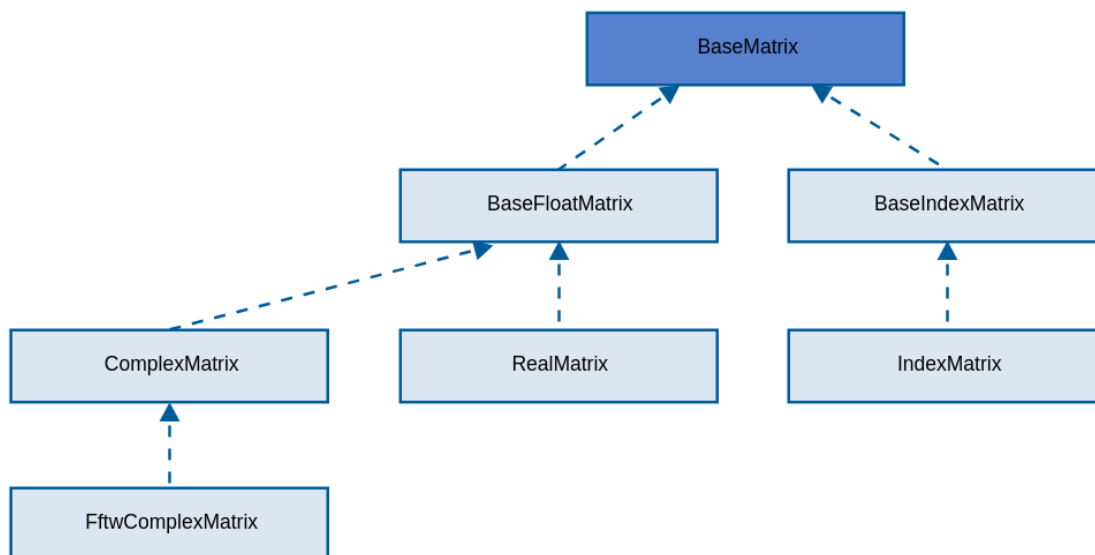 BaseMatrix
BaseFloatMatrix
BaseIndexMatrix
ComplexMatrix
RealMatrix
IndexMatrix
FftwComplexMatrix